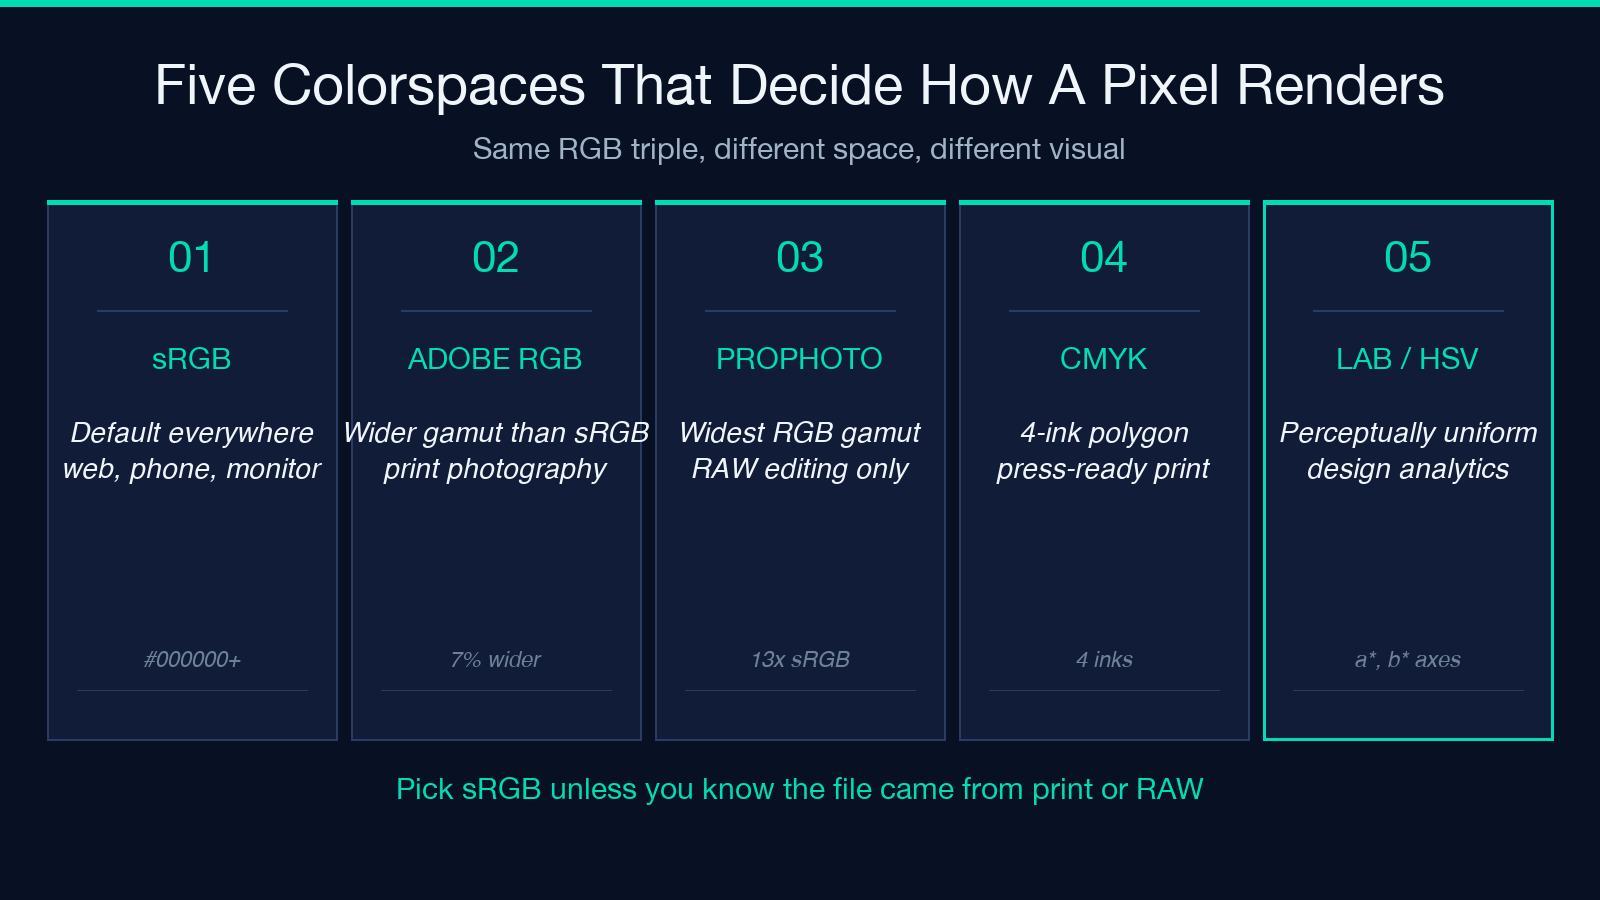 Five Colorspaces That Decide How A Pixel Renders
Same RGB triple, different space, different visual
01
sRGB
Default everywhere
web, phone, monitor
#000000+
02
ADOBE RGB
Wider gamut than sRGB
print photography
7% wider
03
PROPHOTO
Widest RGB gamut
RAW editing only
13x sRGB
04
CMYK
4-ink polygon
press-ready print
4 inks
05
LAB / HSV
Perceptually uniform
design analytics
a*, b* axes
Pick sRGB unless you know the file came from print or RAW